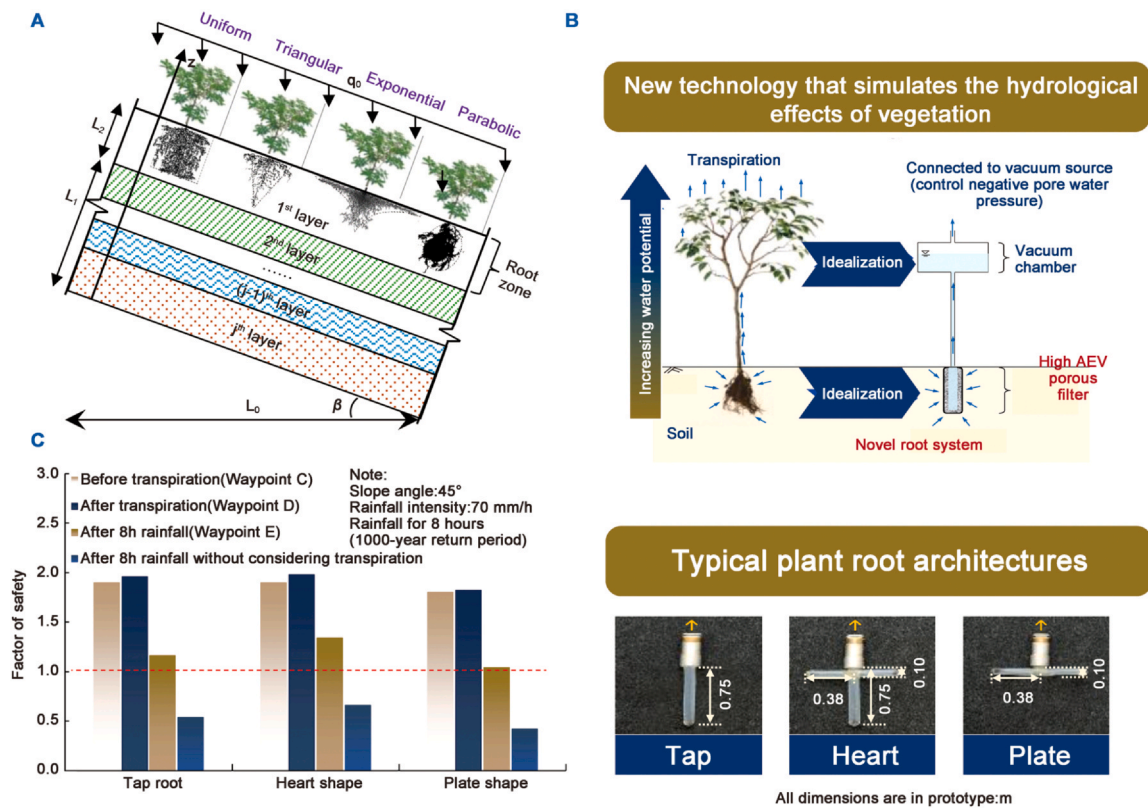 A
Uniform Triangular Exponential Parabolic
q0
z
L2
L1
1st layer
2nd layer
......
(j-1)th layer
jth layer
Root
zone
L0
β
B
New technology that simulates the hydrological
effects of vegetation
Increasing water potential
Transpiration
Connected to vacuum source
(control negative pore water
pressure)
Idealization
Vacuum
chamber
High AEV
porous
filter
Idealization
Soil
Novel root system
C
Factor of safety
3.0
2.5
2.0
1.5
1.0
0.5
0.0
Before transpiration(Waypoint C)
After transpiration(Waypoint D)
After 8h rainfall(Waypoint E)
After 8h rainfall without considering transpiration
Note:
Slope angle:45°
Rainfall intensity:70 mm/h
Rainfall for 8 hours
(1000-year return period)
Tap root
Heart shape
Plate shape
Typical plant root architectures
0.75
0.38
0.75
0.10
0.38
0.10
Tap
Heart
Plate
All dimensions are in prototype:m